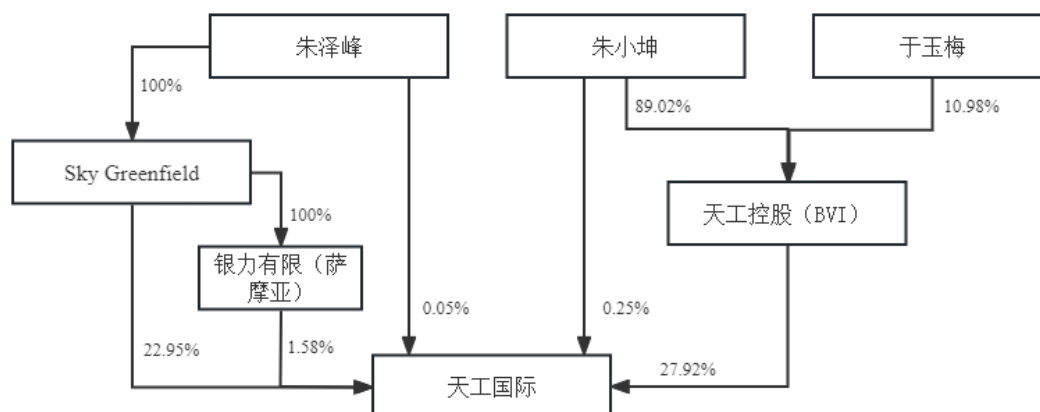 朱泽峰
朱小坤
于玉梅
100%
89.02%
10.98%
Sky Greenfield
天工控股（BVI）
100%
银力有限（萨
摩亚）
0.05%
0.25%
22.95%
1.58%
27.92%
天工国际